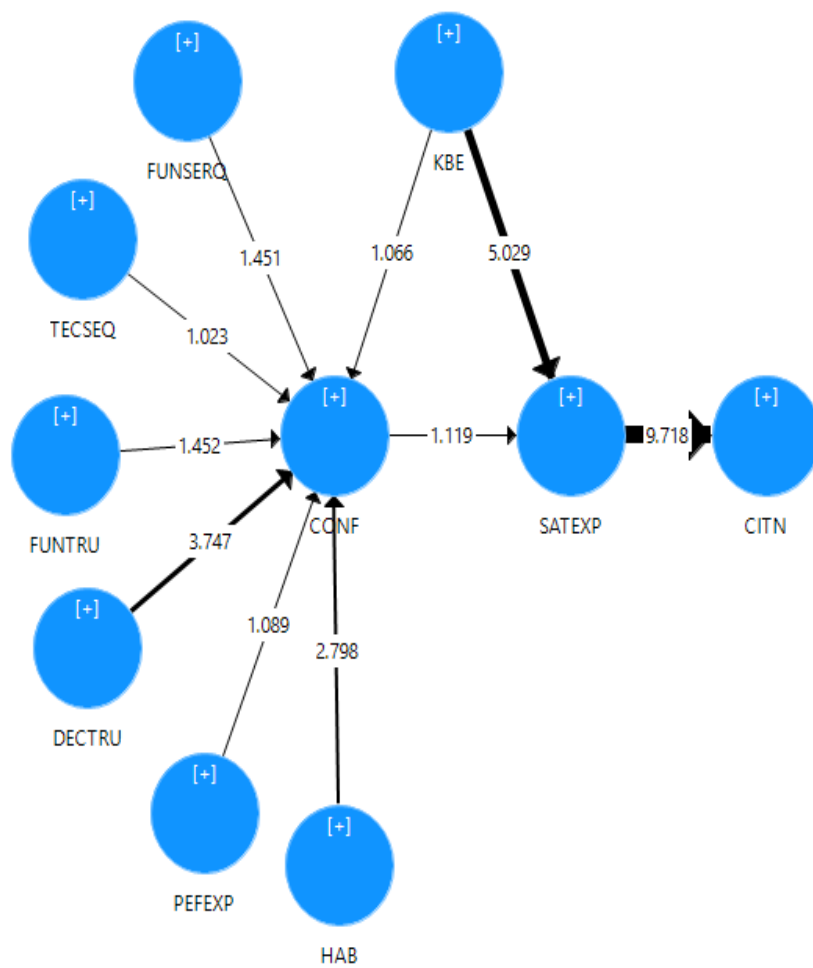 [+]
FUNSERQ
[+]
KBE
[+]
TECSEQ
1.451
1.066
5.029
1.023
[+]
FUNTRU
1.452
[+]
CONF
1.119
[+]
SATEXP
9.718
[+]
CITN
3.747
[+]
DECTRU
1.089
2.798
[+]
PEFEXP
[+]
HAB